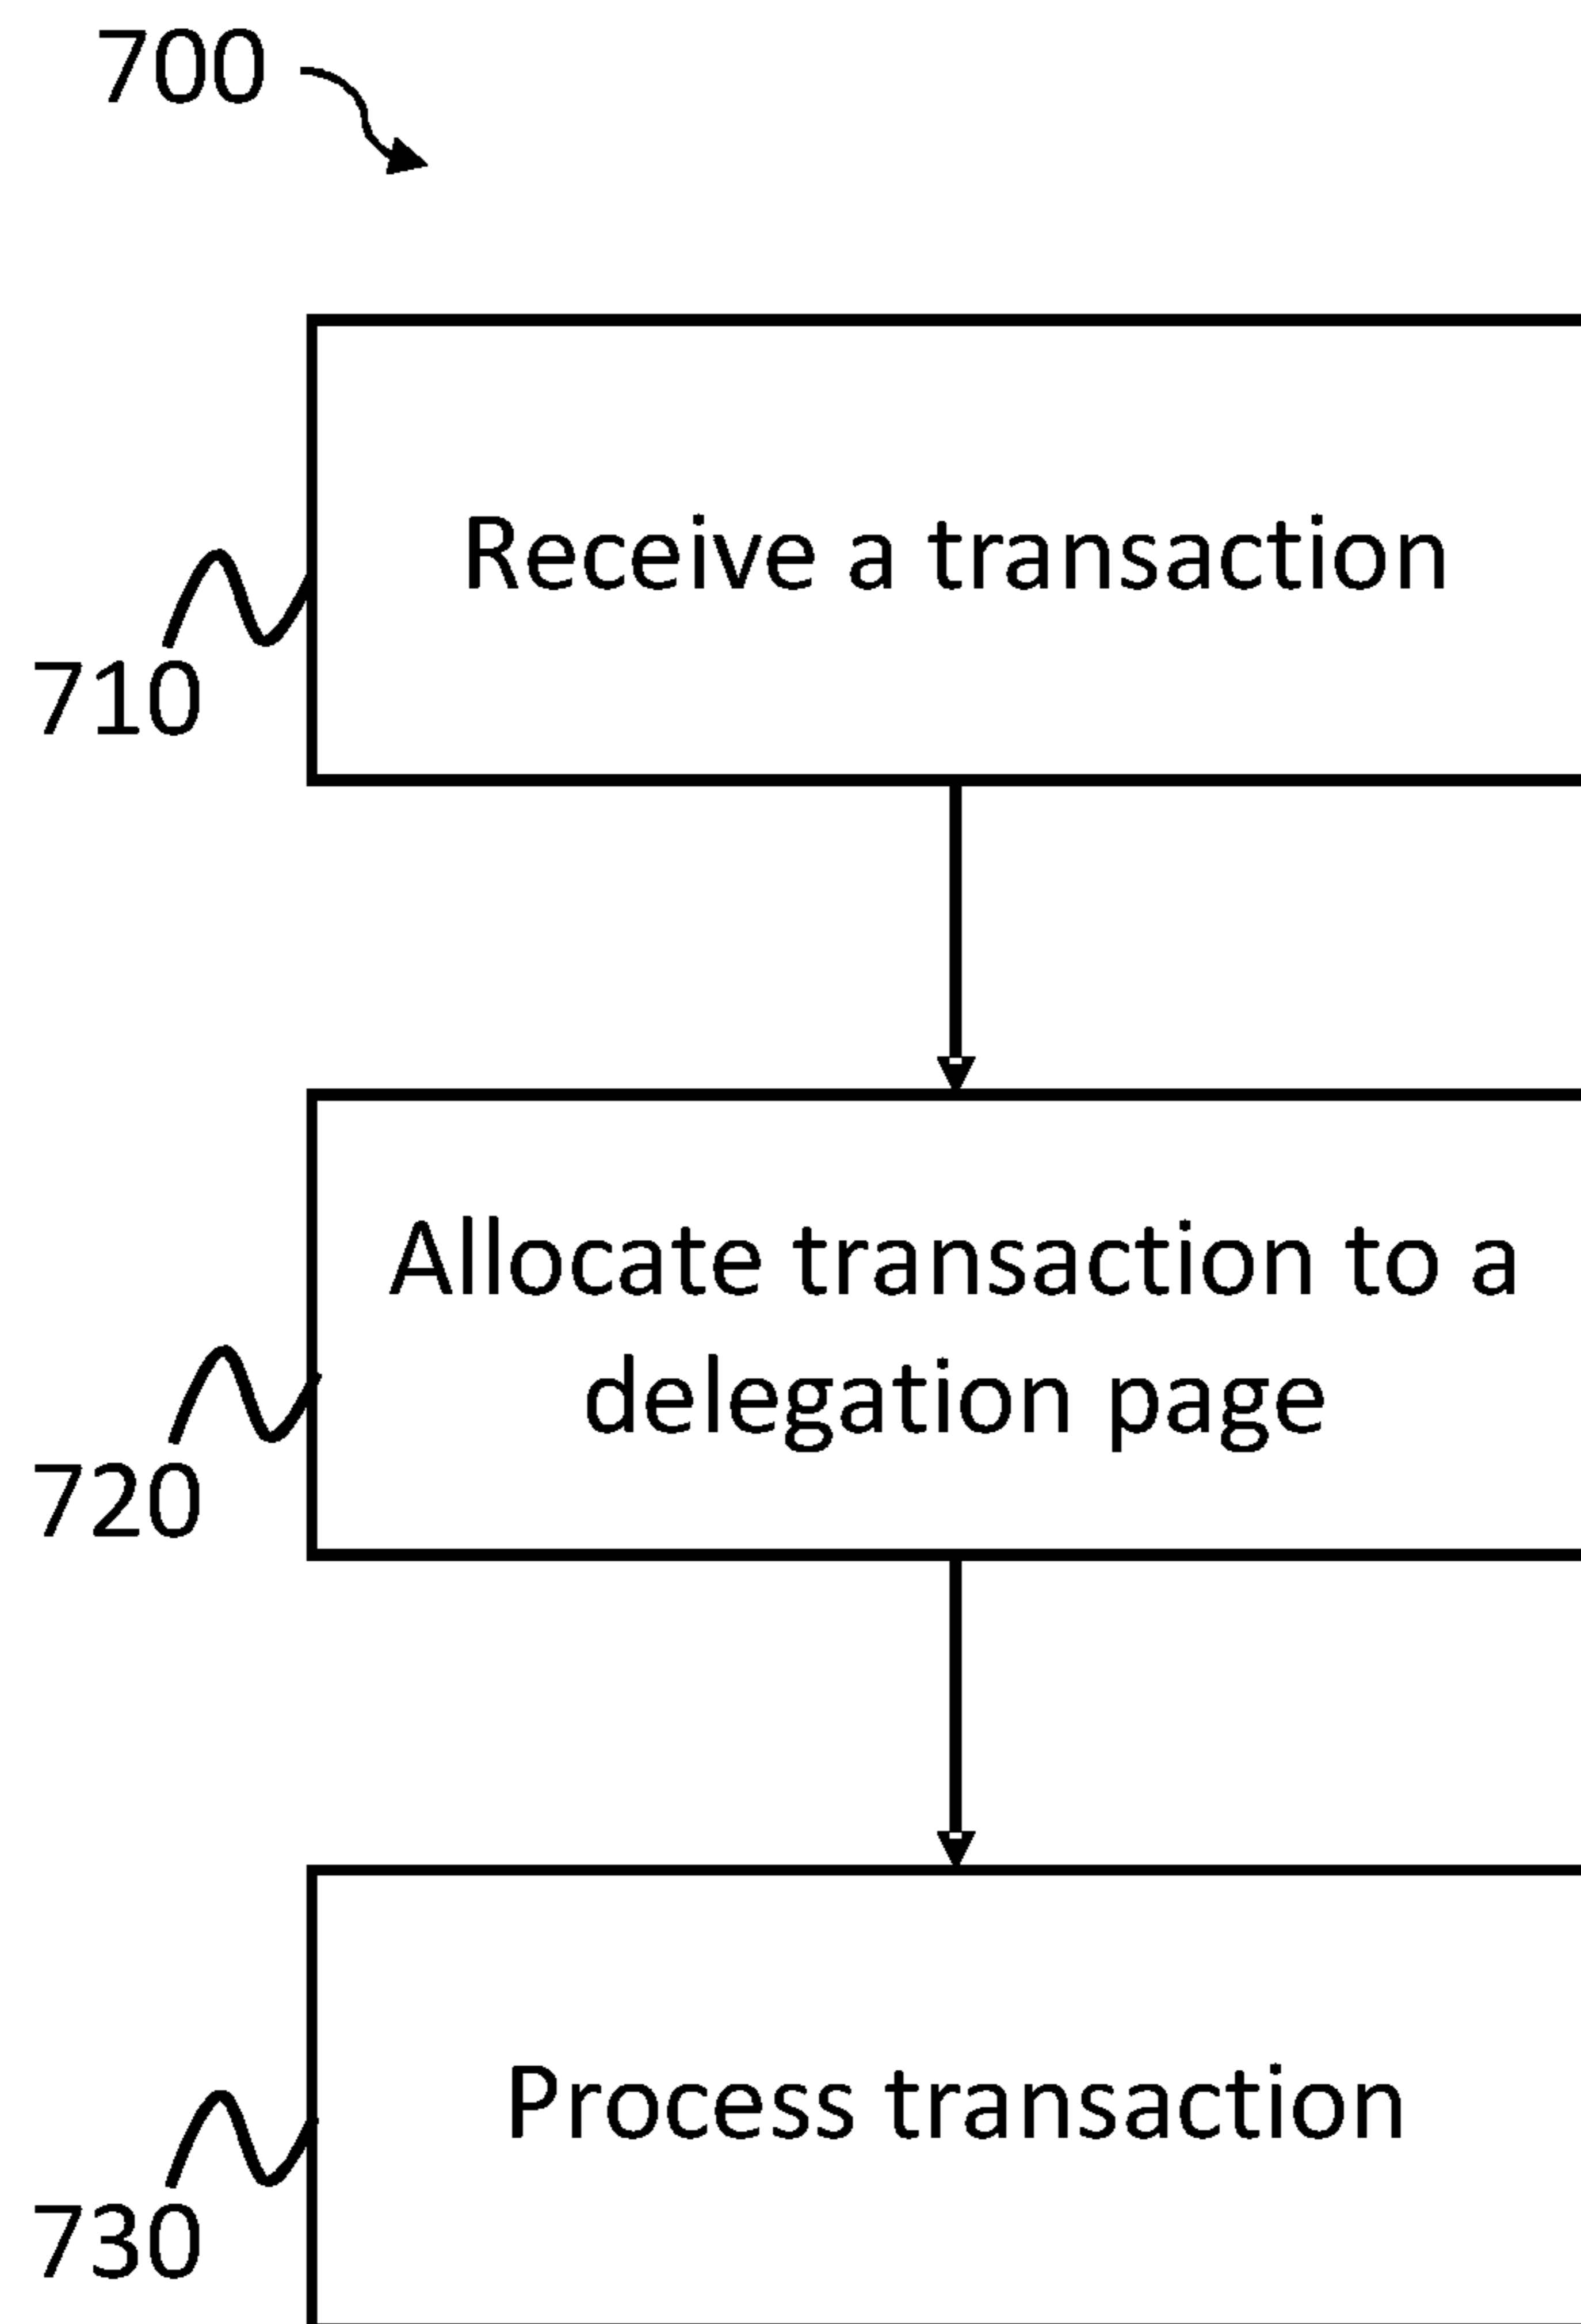 700
Receive a transaction
710
Allocate transaction to a
delegation page
720
Process transaction
730